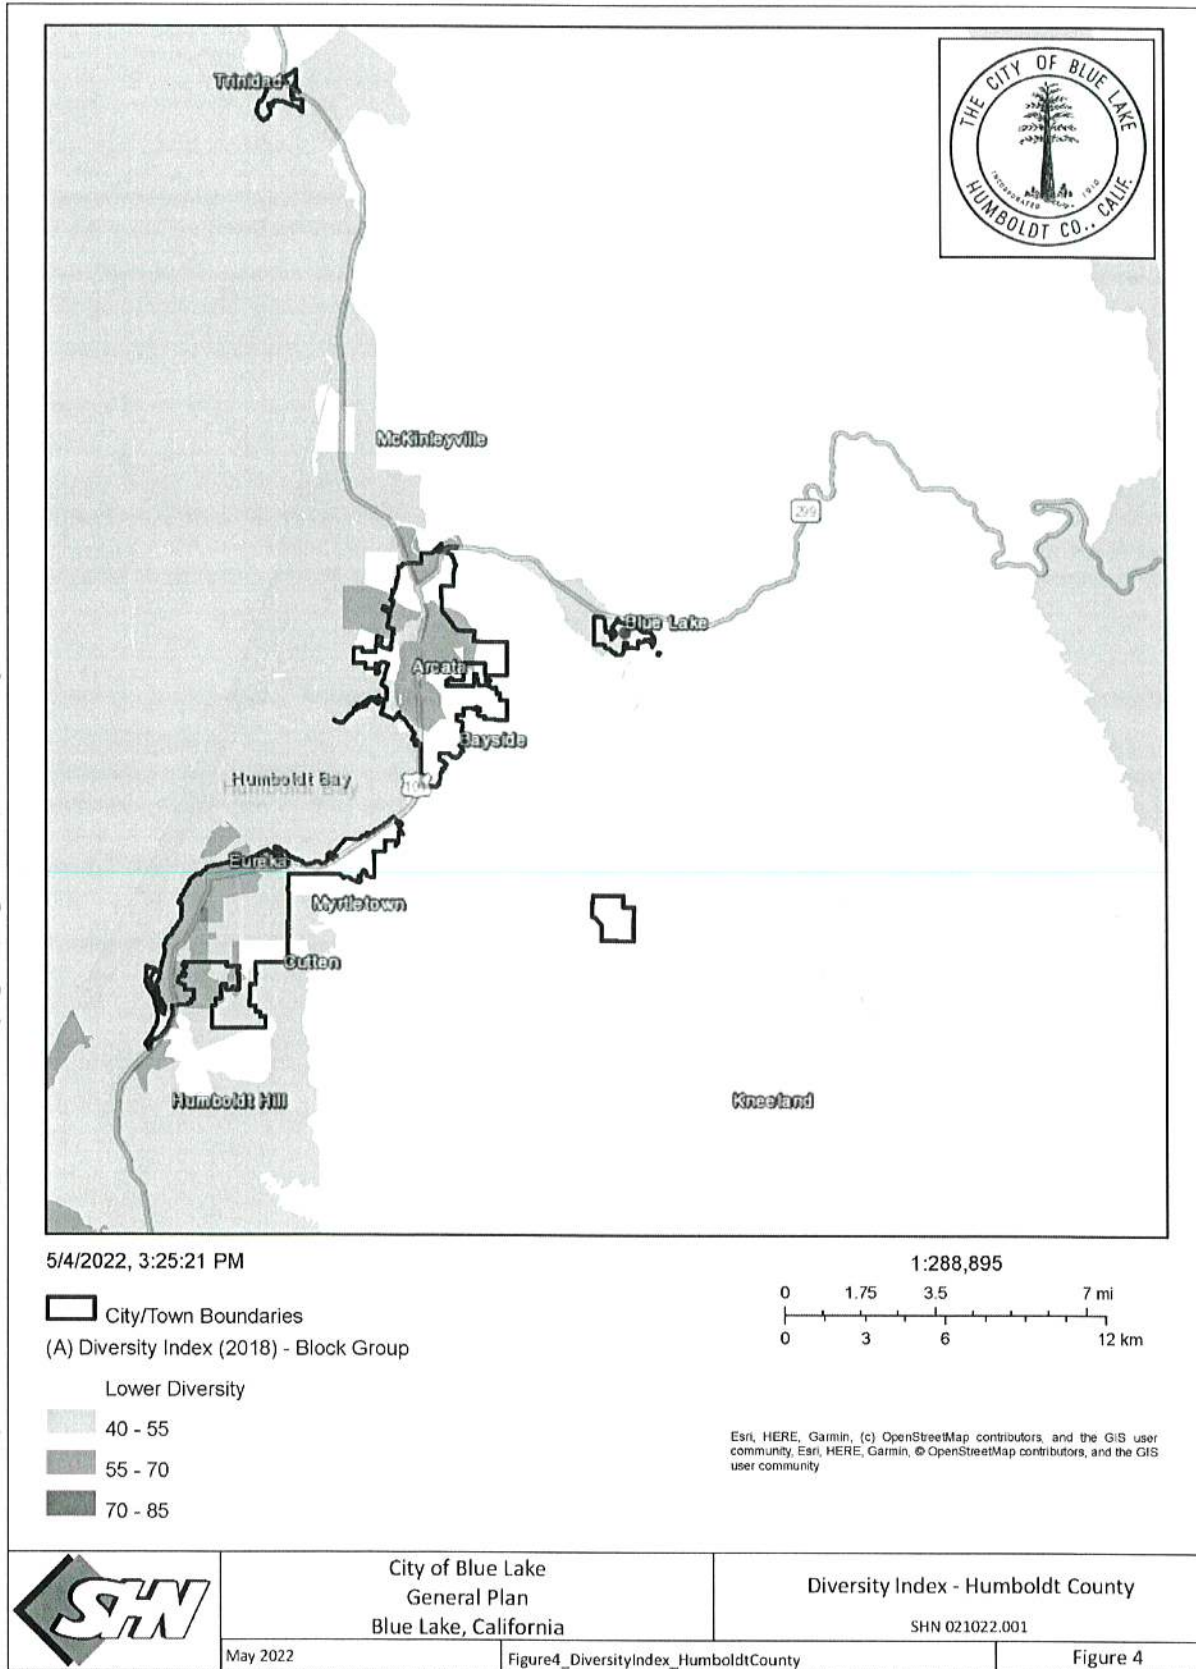 Trinidad
THE CITY OF BLUE LAKE
INCORPORATED 1910
HUMBOLDT CO., CALIF.
McKinleyville
299
Blue Lake
Arcata
Bayside
Humboldt Bay
Humboldt Bay
101
Eureka
Myrtletown
Cutten
Humboldt Hill
Kneeland
5/4/2022, 3:25:21 PM
1:288,895
0 1.75 3.5 7 mi
0 3 6 12 km
City/Town Boundaries
(A) Diversity Index (2018) - Block Group
Lower Diversity
40 - 55
55 - 70
70 - 85
Esri, HERE, Garmin, (c) OpenStreetMap contributors, and the GIS user
community, Esri, HERE, Garmin, © OpenStreetMap contributors, and the GIS
user community
SHN
City of Blue Lake
General Plan
Blue Lake, California
Diversity Index - Humboldt County
SHN 021022.001
May 2022
Figure4_DiversityIndex_HumboldtCounty
Figure 4